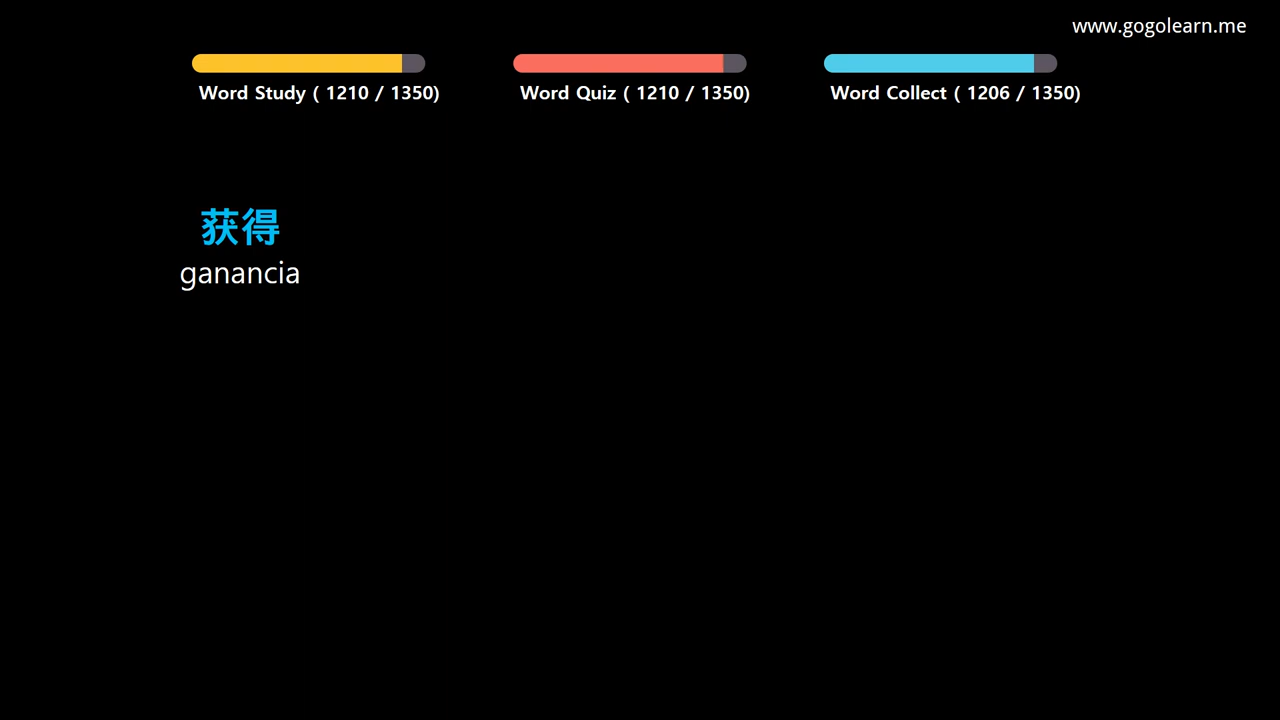 www.gogolearn.me
Word Study ( 1210 / 1350)
Word Quiz ( 1210 / 1350)
Word Collect ( 1206 / 1350)
获得
ganancia